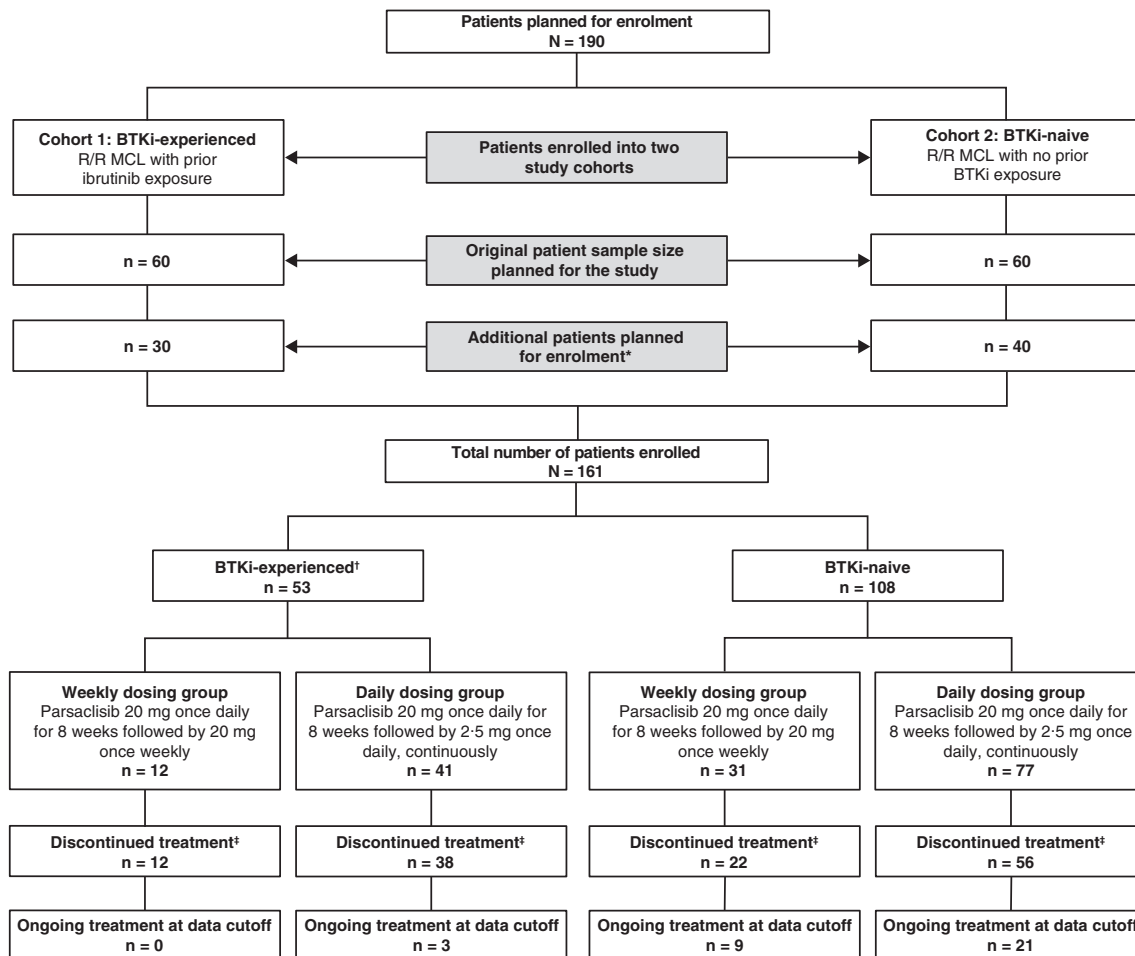 Patients planned for enrolment
N = 190
Cohort 1: BTKi-experienced
R/R MCL with prior
ibrutinib exposure
Patients enrolled into two
study cohorts
Cohort 2: BTKi-naive
R/R MCL with no prior
BTKi exposure
n = 60
Original patient sample size
planned for the study
n = 60
n = 30
Additional patients planned
for enrolment*
n = 40
Total number of patients enrolled
N = 161
BTKi-experienced†
n = 53
BTKi-naive
n = 108
Weekly dosing group
Parsaclisib 20 mg once daily
for 8 weeks followed by 20 mg
once weekly
n = 12
Daily dosing group
Parsaclisib 20 mg once daily for
8 weeks followed by 2·5 mg once
daily, continuously
n = 41
Weekly dosing group
Parsaclisib 20 mg once daily
for 8 weeks followed by 20 mg
once weekly
n = 31
Daily dosing group
Parsaclisib 20 mg once daily for
8 weeks followed by 2·5 mg once
daily, continuously
n = 77
Discontinued treatment‡
n = 12
Discontinued treatment‡
n = 38
Discontinued treatment‡
n = 22
Discontinued treatment‡
n = 56
Ongoing treatment at data cutoff
n = 0
Ongoing treatment at data cutoff
n = 3
Ongoing treatment at data cutoff
n = 9
Ongoing treatment at data cutoff
n = 21